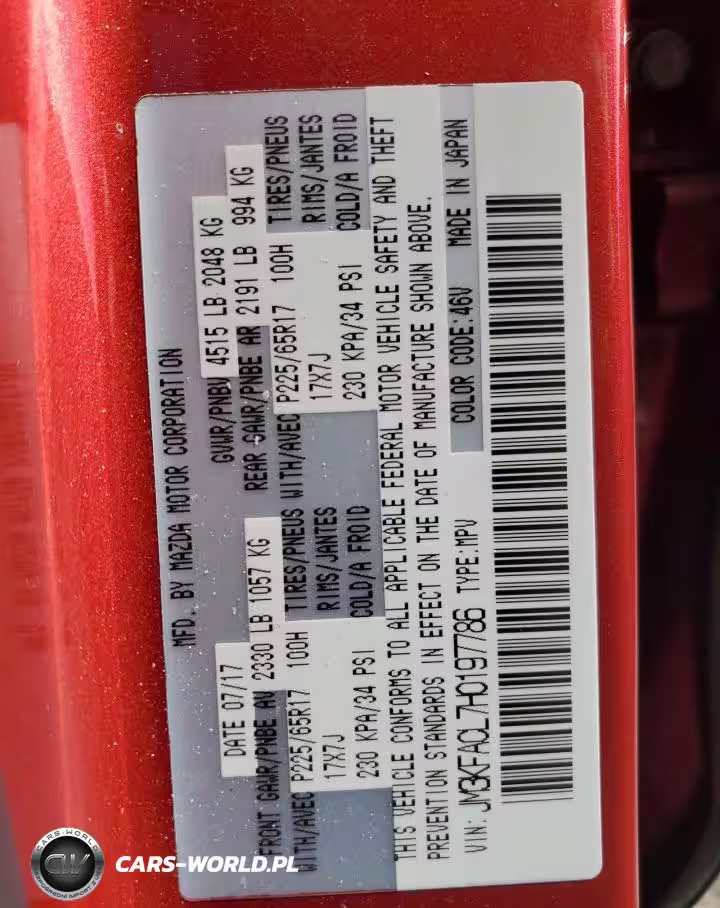 MFD. BY MAZDA MOTOR CORPORATION
DATE 07/17 GVWR/PNBV 4515 LB 2048 KG
FRONT GAWR/PNBE AV 2330 LB 1057 KG REAR GAWR/PNBE AR 2191 LB 994 KG
WITH/AVEC P225/65R17 100H TIRES/PNEUS WITH/AVEC P225/65R17 100H TIRES/PNEUS
17X7J RIMS/JANTES 17X7J RIMS/JANTES
230 KPA/34 PSI COLD/A FROID 230 KPA/34 PSI COLD/A FROID
THIS VEHICLE CONFORMS TO ALL APPLICABLE FEDERAL MOTOR VEHICLE SAFETY AND THEFT
PREVENTION STANDARDS IN EFFECT ON THE DATE OF MANUFACTURE SHOWN ABOVE.
VIN: JM3KFACL7H0197786 TYPE:MPV COLOR CODE:46V MADE IN JAPAN
CARS-WORLD
CW
CARS-WORLD.PL